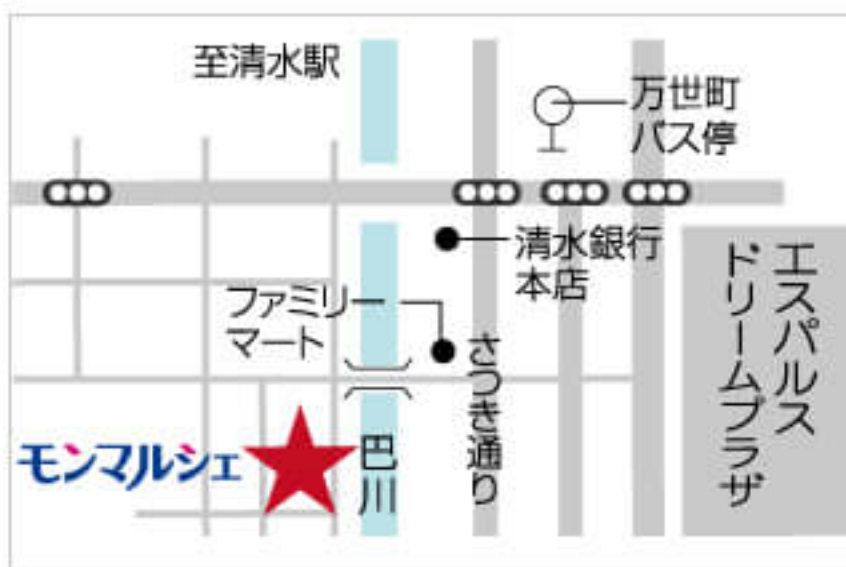 至清水駅
万世町
バス停
清水銀行
本店
ファミリー
マート
さつき通り
エスパルス
ドリームプラザ
モンマルシェ
巴川